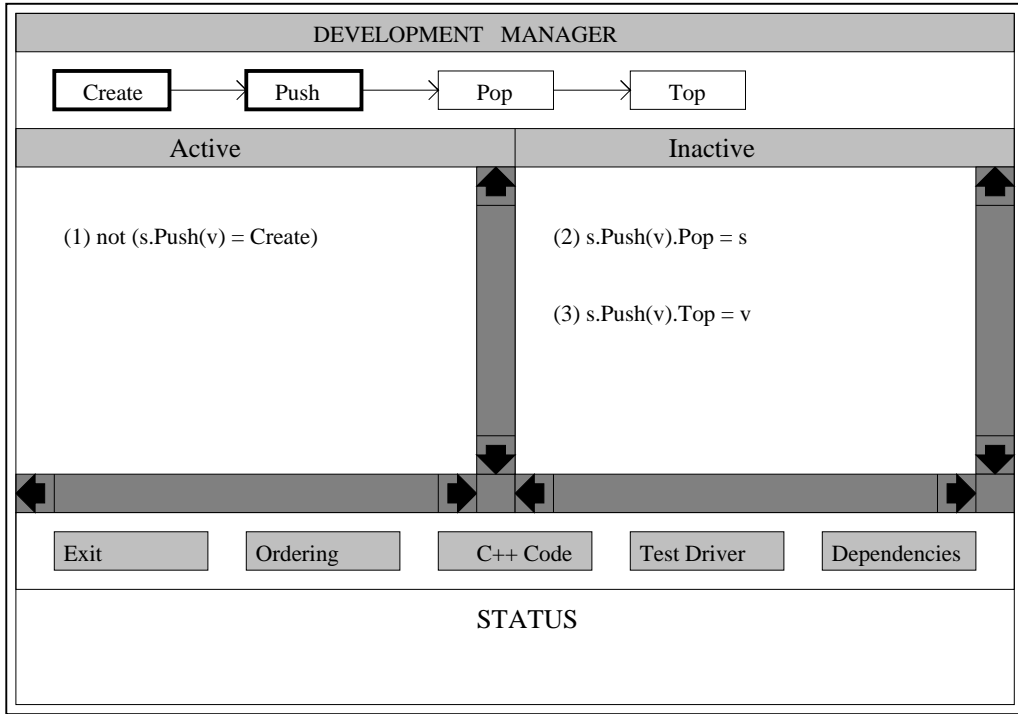 DEVELOPMENT MANAGER
Create Push Pop Top
Active Inactive
(1) not (s.Push(v) = Create)
(2) s.Push(v).Pop = s
(3) s.Push(v).Top = v
Exit Ordering C++ Code Test Driver Dependencies
STATUS